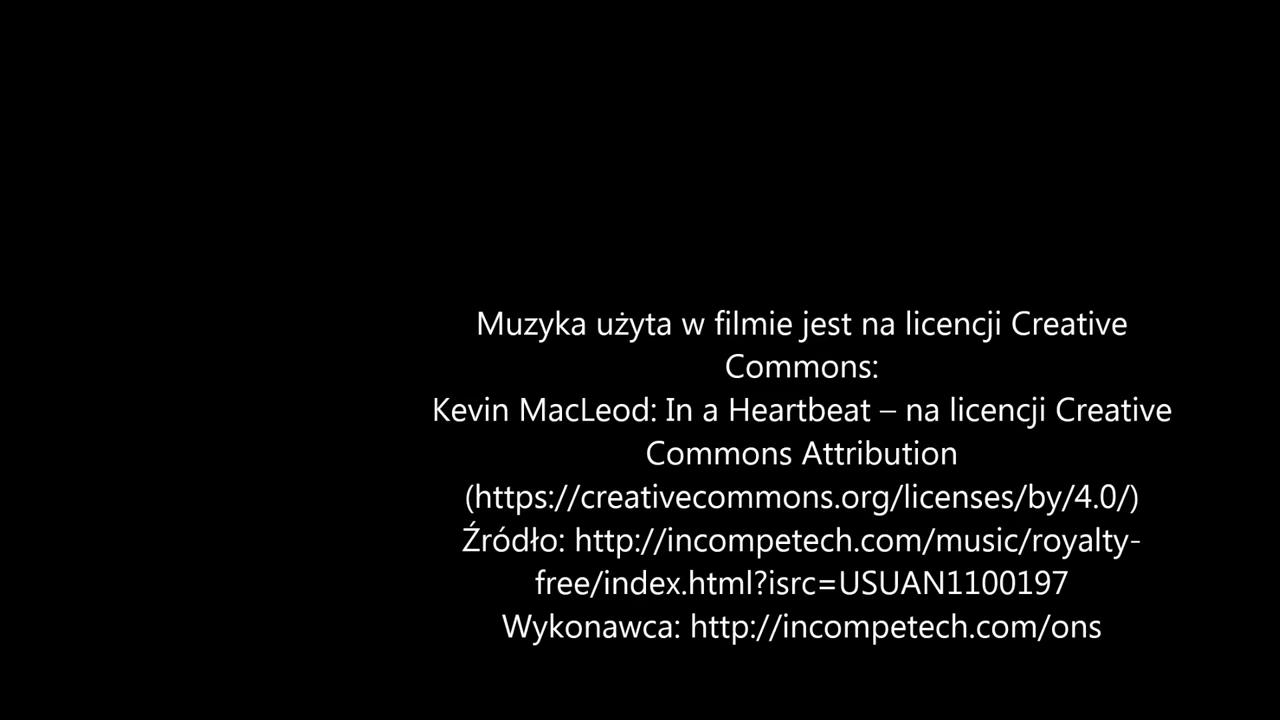 Muzyka użyta w filmie jest na licencji Creative
Commons:
Kevin MacLeod: In a Heartbeat – na licencji Creative
Commons Attribution
(https://creativecommons.org/licenses/by/4.0/)
Źródło: http://incompetech.com/music/royalty-
free/index.html?isrc=USUAN1100197
Wykonawca: http://incompetech.com/ons